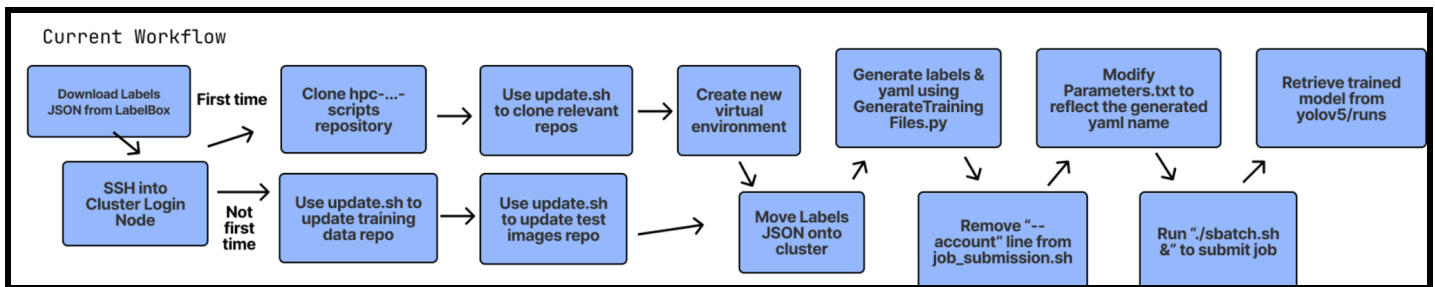 Current Workflow
Download Labels
JSON from LabelBox
First time
SSH into
Cluster Login
Node
Not
first
time
Clone hpc-...-
scripts
repository
Use update.sh
to clone relevant
repos
Create new
virtual
environment
Use update.sh to
update training
data repo
Use update.sh
to update test
images repo
Move Labels
JSON onto
cluster
Generate labels &
yaml using
GenerateTraining
Files.py
Remove “--
account” line from
job_submission.sh
Modify
Parameters.txt to
reflect the generated
yaml name
Run “./sbatch.sh
&” to submit job
Retrieve trained
model from
yolov5/runs